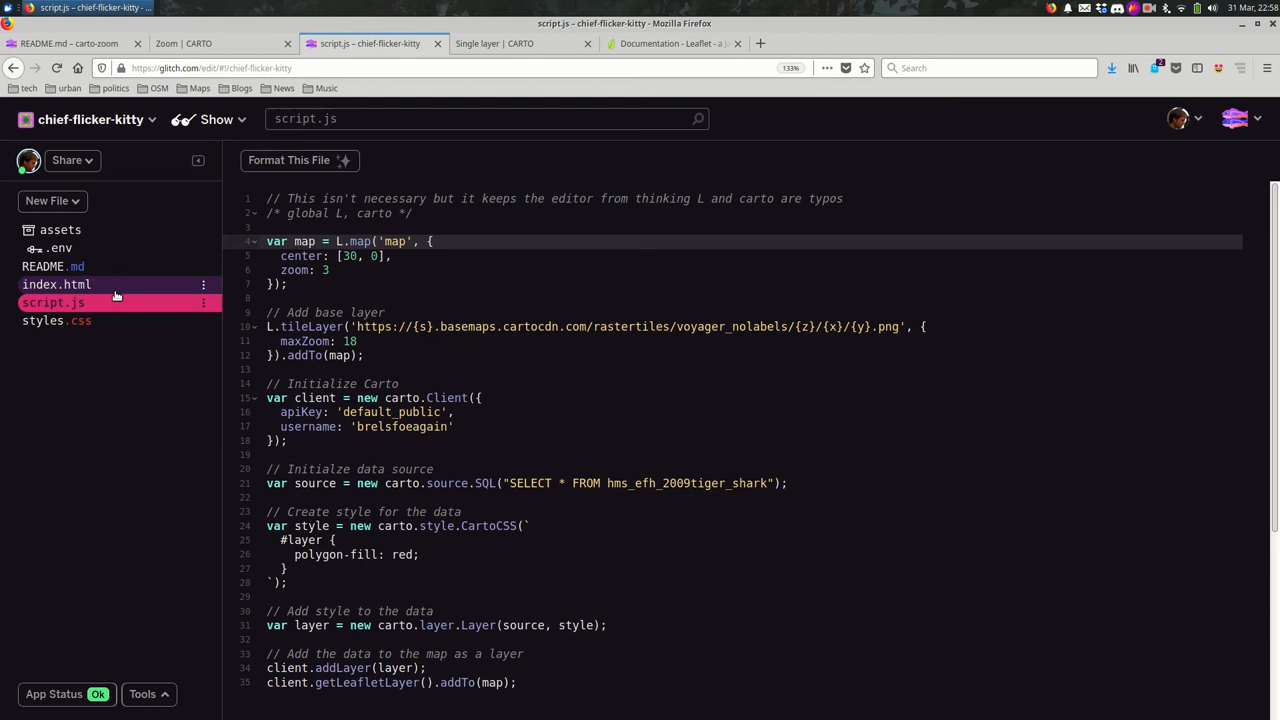 script.js – chief-flicker-kitty - ...
31 Mar, 22:58
script.js – chief-flicker-kitty - Mozilla Firefox
README.md – carto-zoom
Zoom | CARTO
script.js – chief-flicker-kitty
Single layer | CARTO
Documentation - Leaflet - a J
https://glitch.com/edit/#!/chief-flicker-kitty
133%
Search
2
tech
urban
politics
OSM
Maps
Blogs
News
Music
chief-flicker-kitty
Show
script.js
Share
Format This File
New File
assets
.env
README.md
index.html
script.js
styles.css
1 // This isn't necessary but it keeps the editor from thinking L and carto are typos
2 /* global L, carto */
3
4 var map = L.map('map', {
5 center: [30, 0],
6 zoom: 3
7 });
8
9 // Add base layer
10 L.tileLayer('https://{s}.basemaps.cartocdn.com/rastertiles/voyager_nolabels/{z}/{x}/{y}.png', {
11 maxZoom: 18
12 }).addTo(map);
13
14 // Initialize Carto
15 var client = new carto.Client({
16 apiKey: 'default_public',
17 username: 'brelsfoeagain'
18 });
19
20 // Initialze data source
21 var source = new carto.source.SQL("SELECT * FROM hms_efh_2009tiger_shark");
22
23 // Create style for the data
24 var style = new carto.style.CartoCSS(`
25 #layer {
26 polygon-fill: red;
27 }
28 `);
29
30 // Add style to the data
31 var layer = new carto.layer.Layer(source, style);
32
33 // Add the data to the map as a layer
34 client.addLayer(layer);
35 client.getLeafletLayer().addTo(map);
App Status Ok
Tools